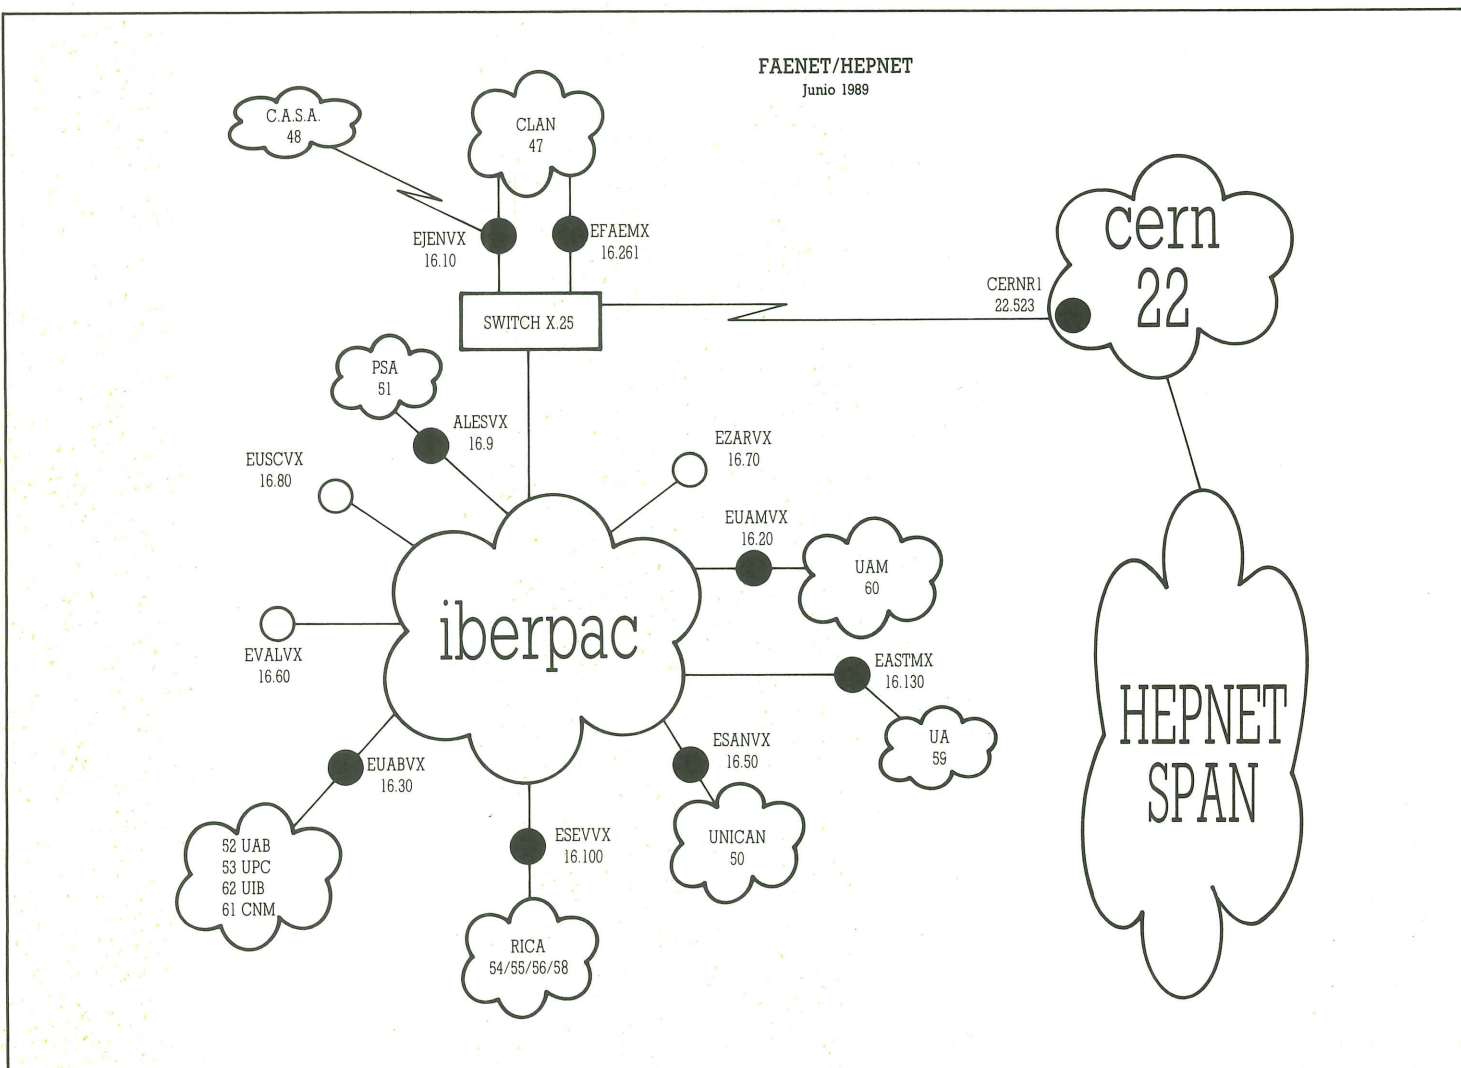 FAENET/HEPNET
Junio 1989
C.A.S.A.
48
CLAN
47
EJENVX
16.10
EFAEMX
16.261
SWITCH X.25
CERNR1
22.523
cern
22
PSA
51
ALESVX
16.9
EUSCVX
16.80
EZARVX
16.70
EUAMVX
16.20
UAM
60
iberpac
EVALVX
16.60
EASTMX
16.130
UA
59
EUABVX
16.30
ESANVX
16.50
UNICAN
50
ESEVVX
16.100
52 UAB
53 UPC
62 UIB
61 CNM
RICA
54/55/56/58
HEPNET
SPAN